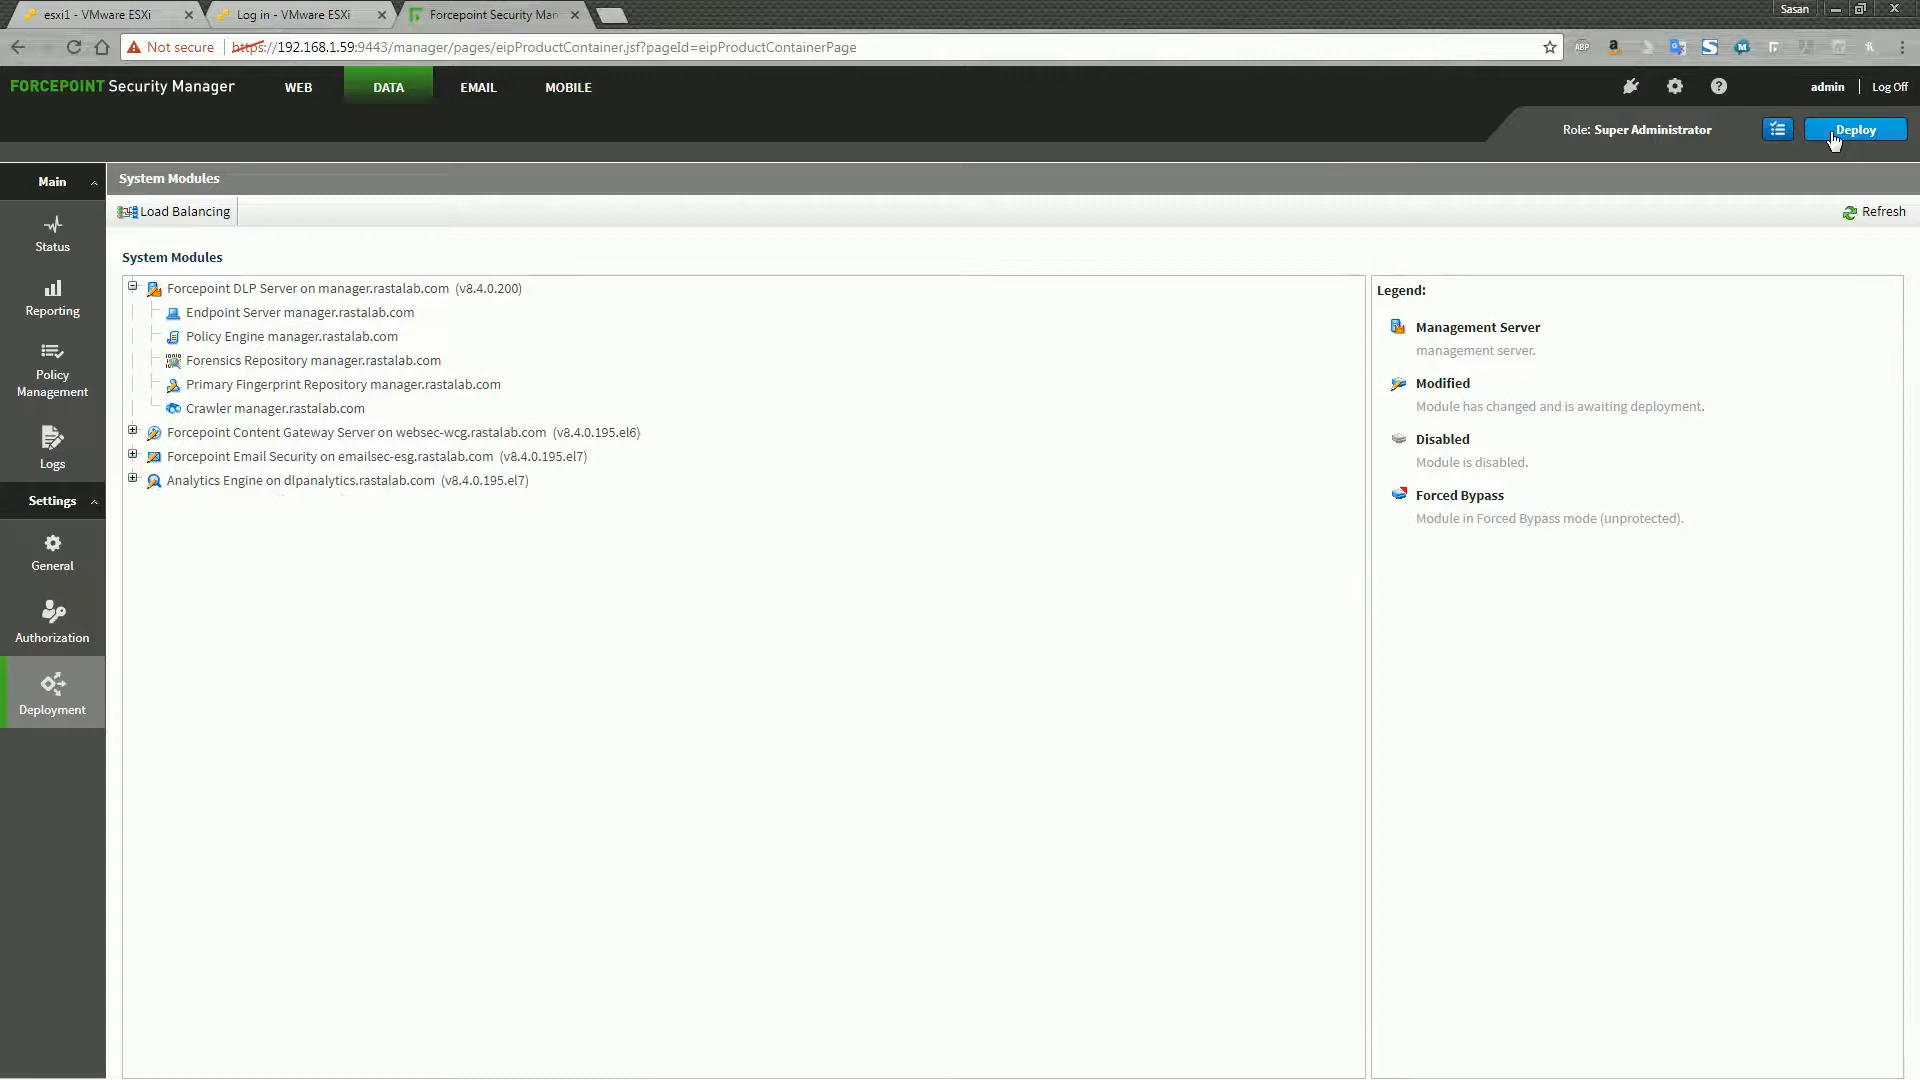 esxi1 - VMware ESXi
Log in - VMware ESXi
Forcepoint Security Man
Sasan
Not secure
https://192.168.1.59:9443/manager/pages/eipProductContainer.jsf?pageId=eipProductContainerPage
ABP
FORCEPOINT Security Manager
WEB
DATA
EMAIL
MOBILE
admin
Log Off
Role: Super Administrator
Deploy
Main
System Modules
Load Balancing
Refresh
Status
Reporting
Policy
Management
Logs
Settings
General
Authorization
Deployment
System Modules
Forcepoint DLP Server on manager.rastalab.com (v8.4.0.200)
Endpoint Server manager.rastalab.com
Policy Engine manager.rastalab.com
Forensics Repository manager.rastalab.com
Primary Fingerprint Repository manager.rastalab.com
Crawler manager.rastalab.com
Forcepoint Content Gateway Server on websec-wcg.rastalab.com (v8.4.0.195.el6)
Forcepoint Email Security on emailsec-esg.rastalab.com (v8.4.0.195.el7)
Analytics Engine on dlpanalytics.rastalab.com (v8.4.0.195.el7)
Legend:
Management Server
management server.
Modified
Module has changed and is awaiting deployment.
Disabled
Module is disabled.
Forced Bypass
Module in Forced Bypass mode (unprotected).